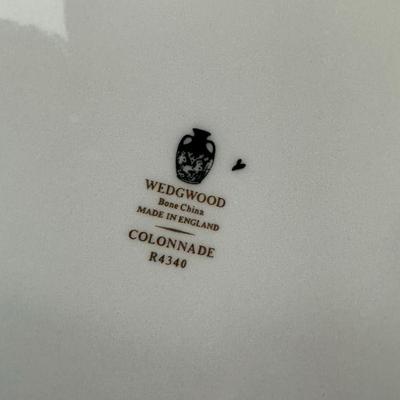 WEDGWOOD
Bone China
MADE IN ENGLAND
COLONNADE
R4340